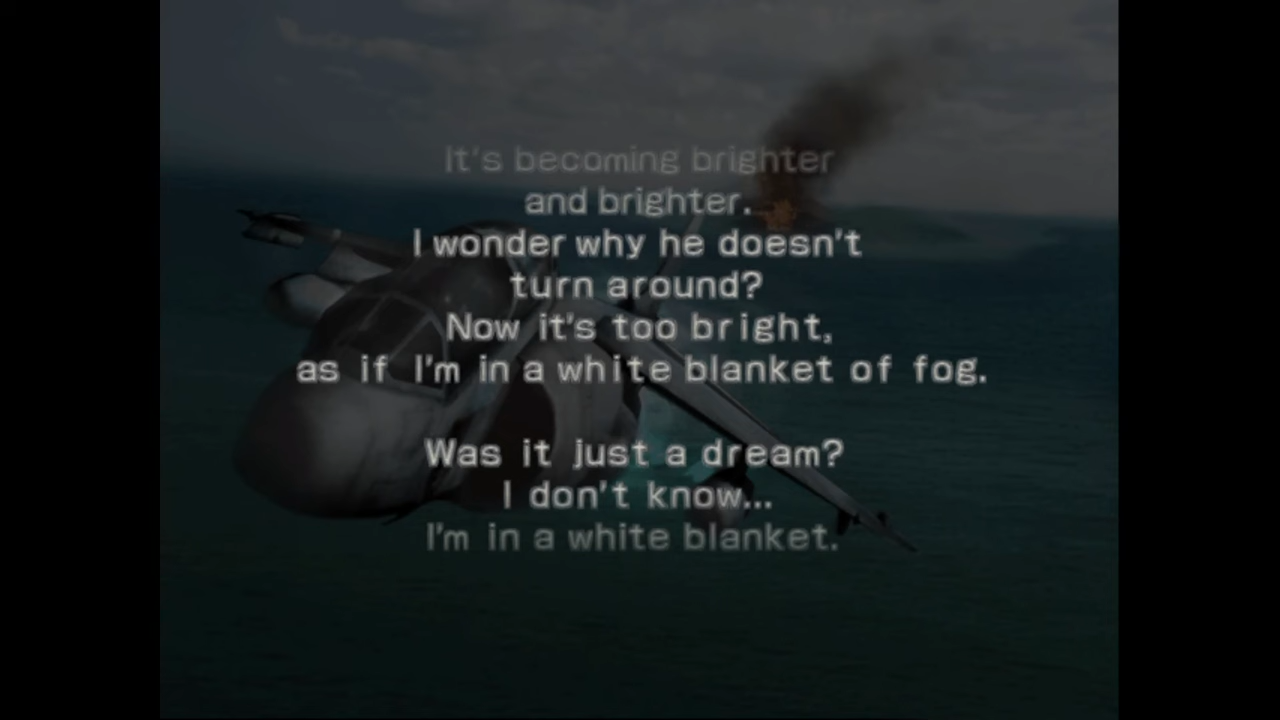 It's becoming brighter
and brighter.
I wonder why he doesn't
turn around?
Now it's too bright,
as if I'm in a white blanket of fog.
Was it just a dream?
I don't know...
I'm in a white blanket.